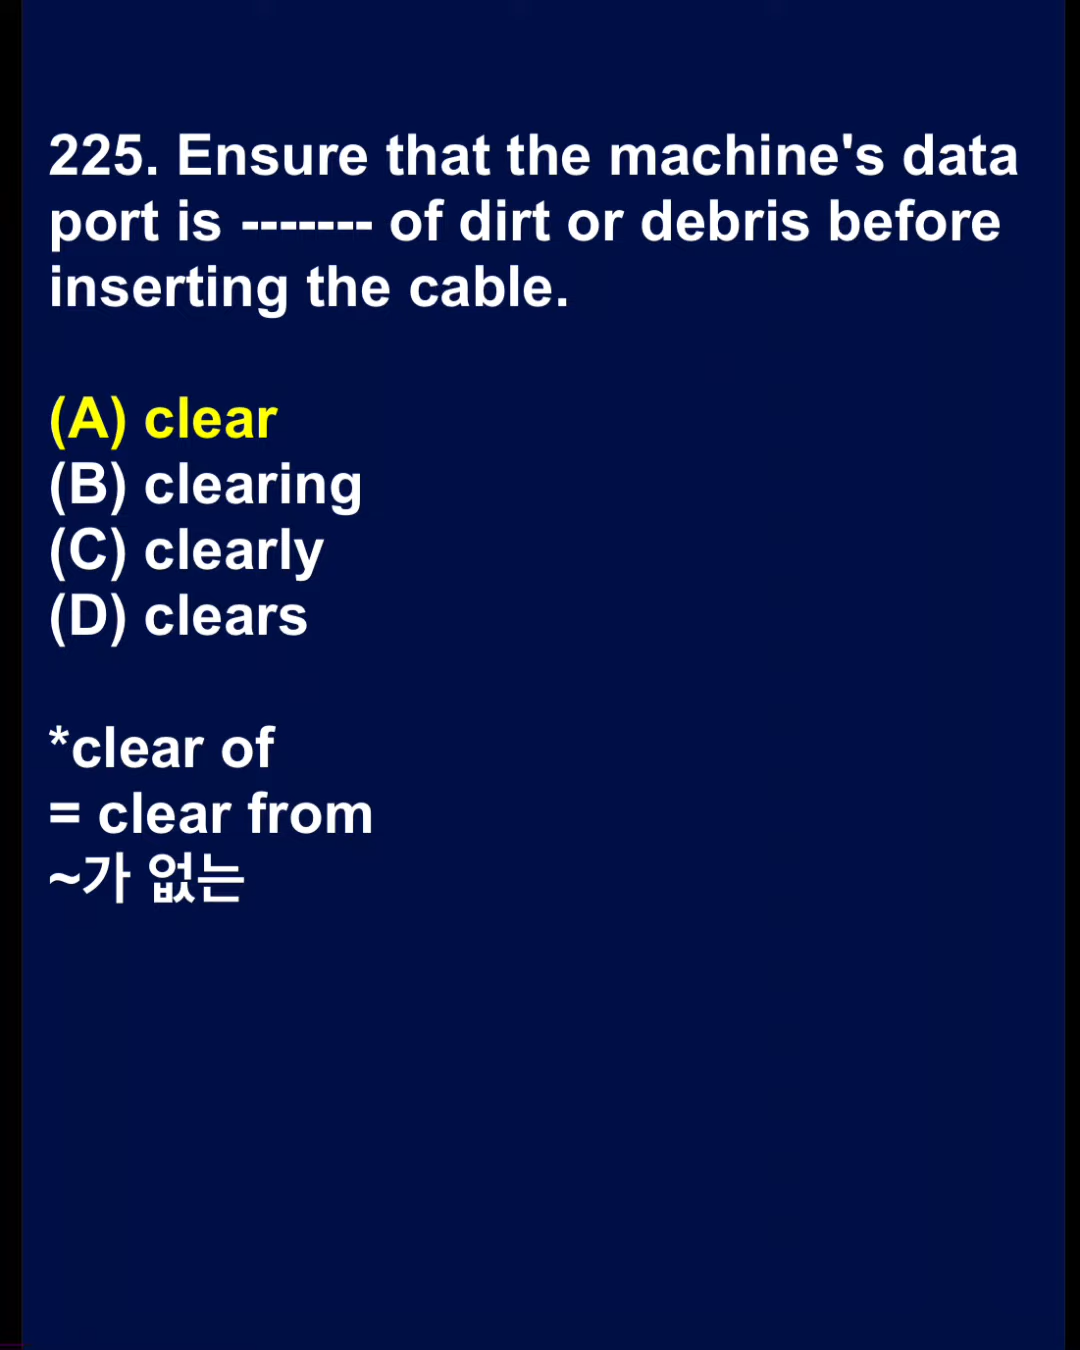 225. Ensure that the machine's data
port is ------- of dirt or debris before
inserting the cable.
(A) clear
(B) clearing
(C) clearly
(D) clears
*clear of
= clear from
~가 없는